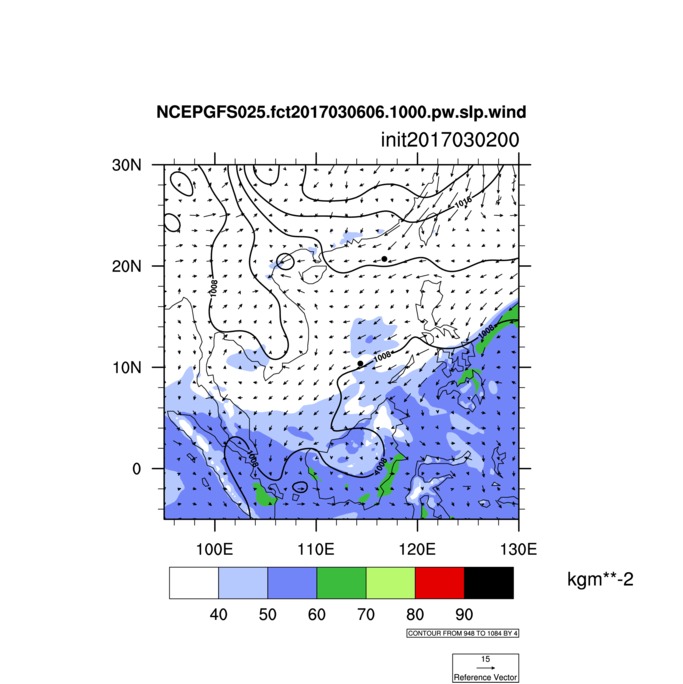 NCEPGFS025.fct2017030606.1000.pw.slp.wind
init2017030200
30N
1016
20N
1008
1008
1008
10N
1008
1008
0
100E 110E 120E 130E
kgm**-2
40 50 60 70 80 90
CONTOUR FROM 948 TO 1084 BY 4
15
Reference Vector